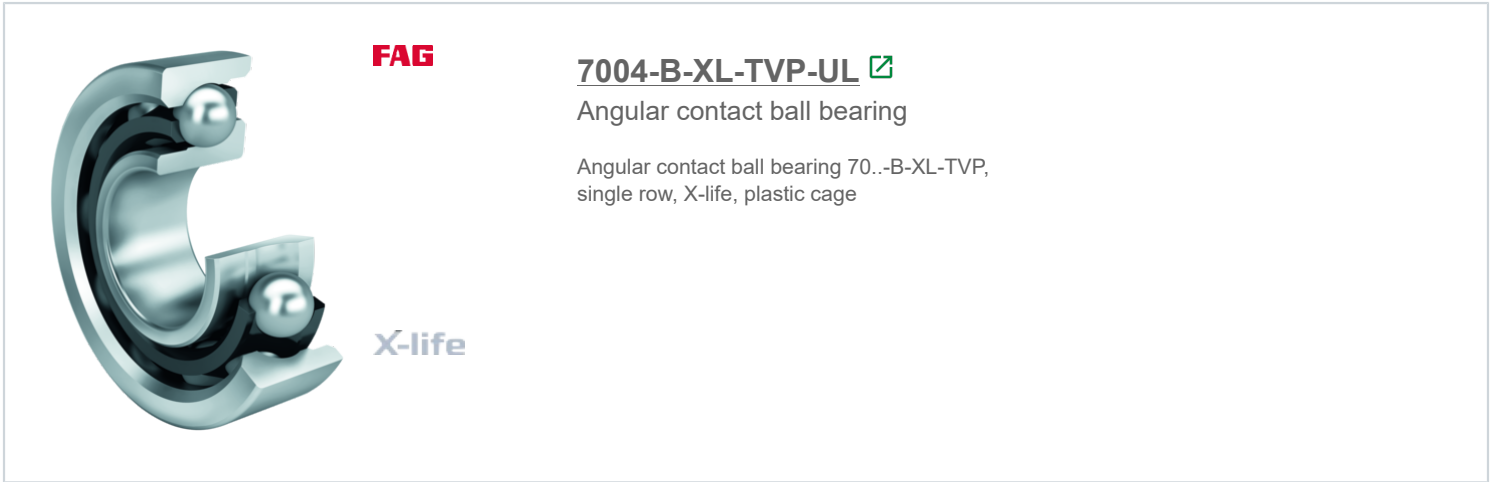 FAG
7004-B-XL-TVP-UL
Angular contact ball bearing
Angular contact ball bearing 70..-B-XL-TVP,
single row, X-life, plastic cage
X-life